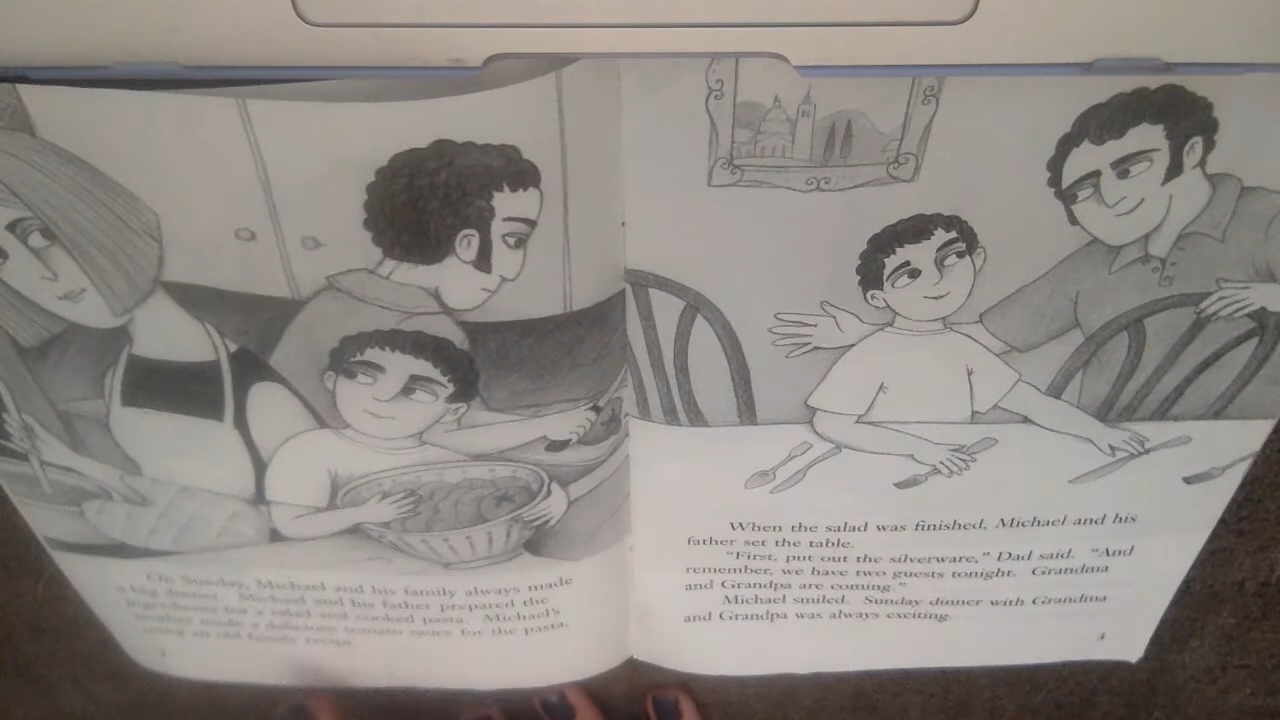 On Sunday, Michael and his family always made
a big dinner. Michael and his father prepared the
ingredients for a salad and cooked pasta. Michael's
mother made a delicious tomato sauce for the pasta,
using an old family recipe.
When the salad was finished, Michael and his
father set the table.
"First, put out the silverware," Dad said. "And
remember, we have two guests tonight. Grandma
and Grandpa are coming."
Michael smiled. Sunday dinner with Grandma
and Grandpa was always exciting.
3